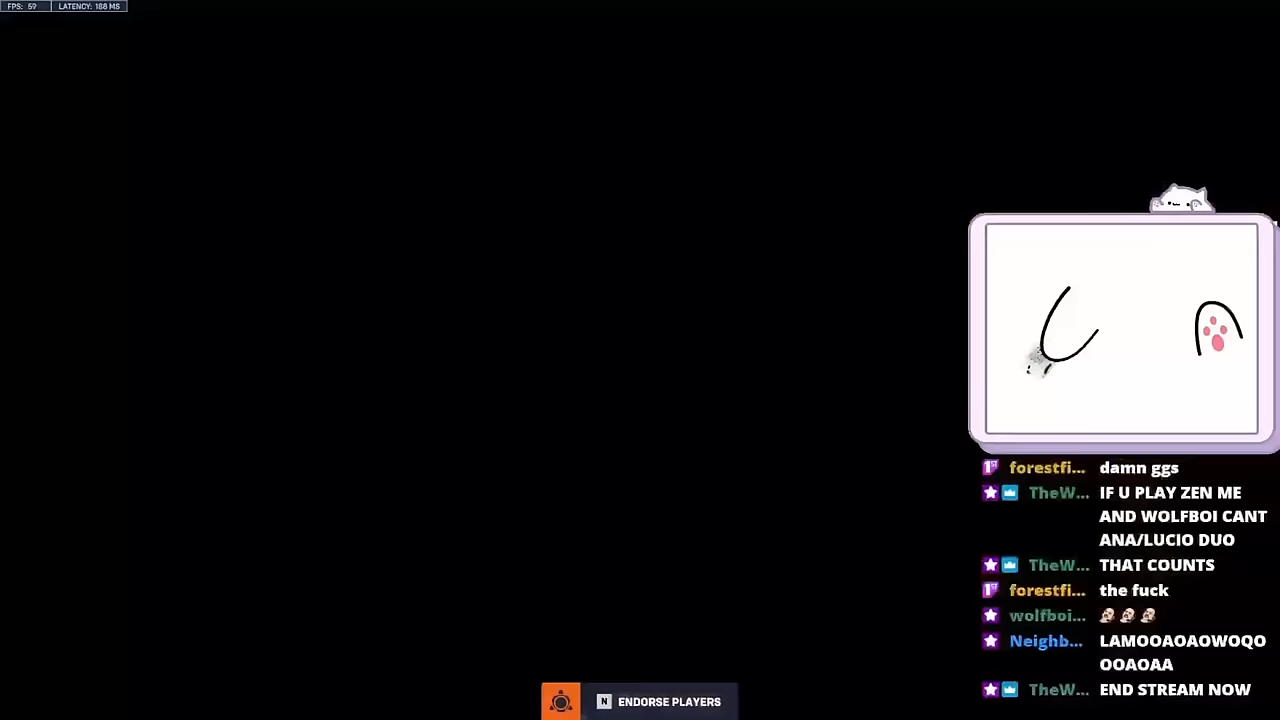 FPS: 59 LATENCY: 188 MS
forestfi... damn ggs
TheW... IF U PLAY ZEN ME
AND WOLFBOI CANT
ANA/LUCIO DUO
TheW... THAT COUNTS
forestfi... the fuck
wolfboi...
Neighb... LAMOOAOAOWOQO
OOAOAA
TheW... END STREAM NOW
N ENDORSE PLAYERS